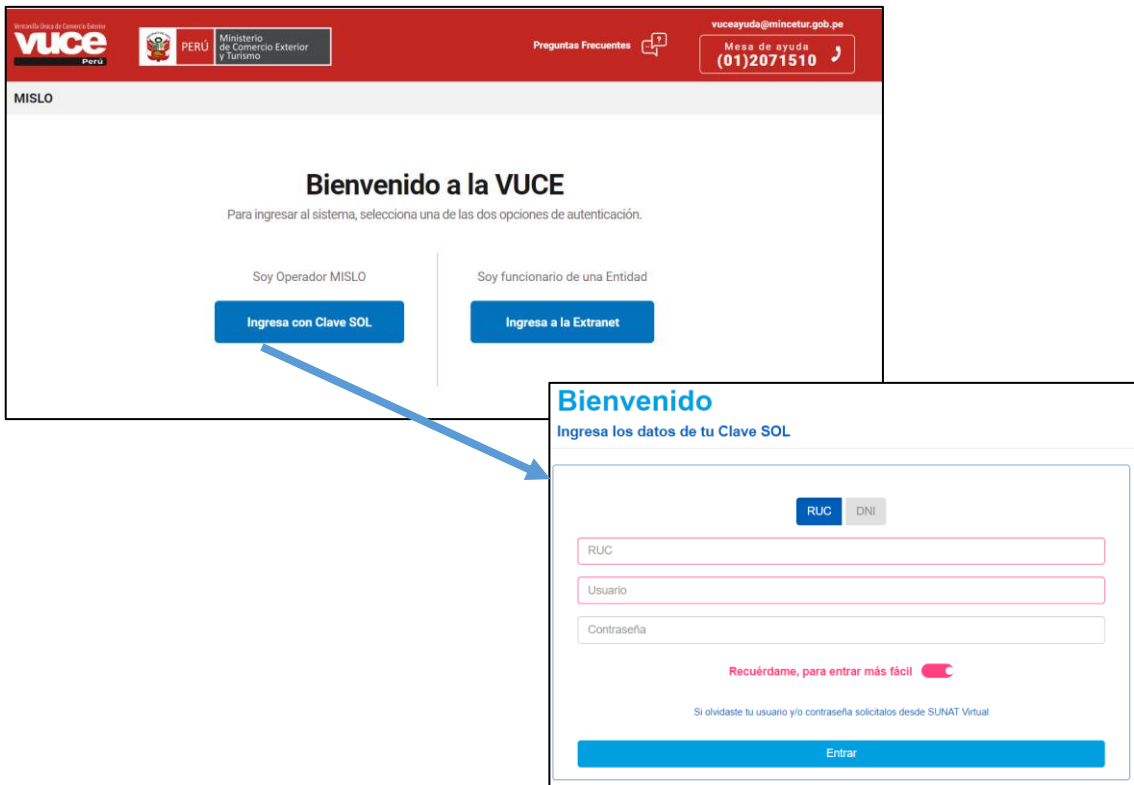 Ventanilla Única de Comercio Exterior
vuce
Perú
PERÚ
Ministerio
de Comercio Exterior
y Turismo
Preguntas Frecuentes
?
vuceayuda@mincetur.gob.pe
Mesa de ayuda
(01)2071510
MISLO
Bienvenido a la VUCE
Para ingresar al sistema, selecciona una de las dos opciones de autenticación.
Soy Operador MISLO
Ingresa con Clave SOL
Soy funcionario de una Entidad
Ingresa a la Extranet
Bienvenido
Ingresa los datos de tu Clave SOL
RUC DNI
RUC
Usuario
Contraseña
Recuérdame, para entrar más fácil
Si olvidaste tu usuario y/o contraseña solicitalos desde SUNAT Virtual
Entrar